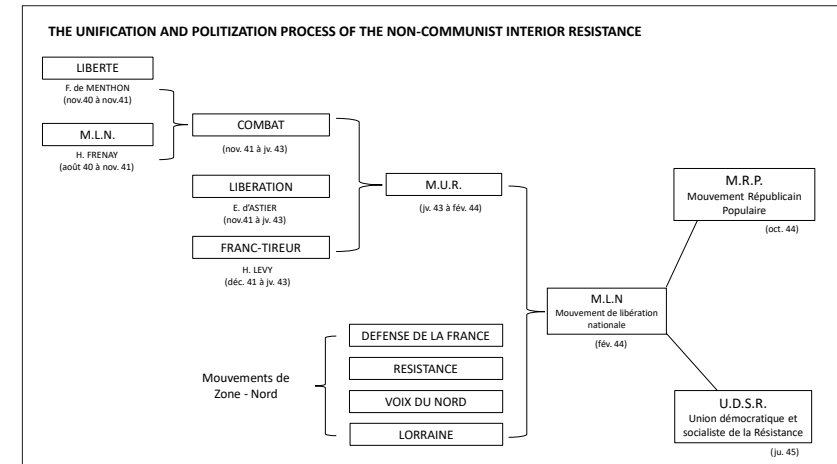 THE UNIFICATION AND POLITIZATION PROCESS OF THE NON-COMMUNIST INTERIOR RESISTANCE
LIBERTE
F. de MENTHON
(nov.40 à nov.41)
M.L.N.
H. FRENAY
(août 40 à nov. 41)
COMBAT
(nov. 41 à jv. 43)
LIBERATION
E. d'ASTIER
(nov.41 à jv. 43)
FRANC-TIREUR
H. LEVY
(déc. 41 à jv. 43)
M.U.R.
(jv. 43 à fév. 44)
Mouvements de
Zone - Nord
DEFENSE DE LA FRANCE
RESISTANCE
VOIX DU NORD
LORRAINE
M.L.N
Mouvement de libération
nationale
(fév. 44)
M.R.P.
Mouvement Républicain
Populaire
(oct. 44)
U.D.S.R.
Union démocratique et
socialiste de la Résistance
(ju. 45)